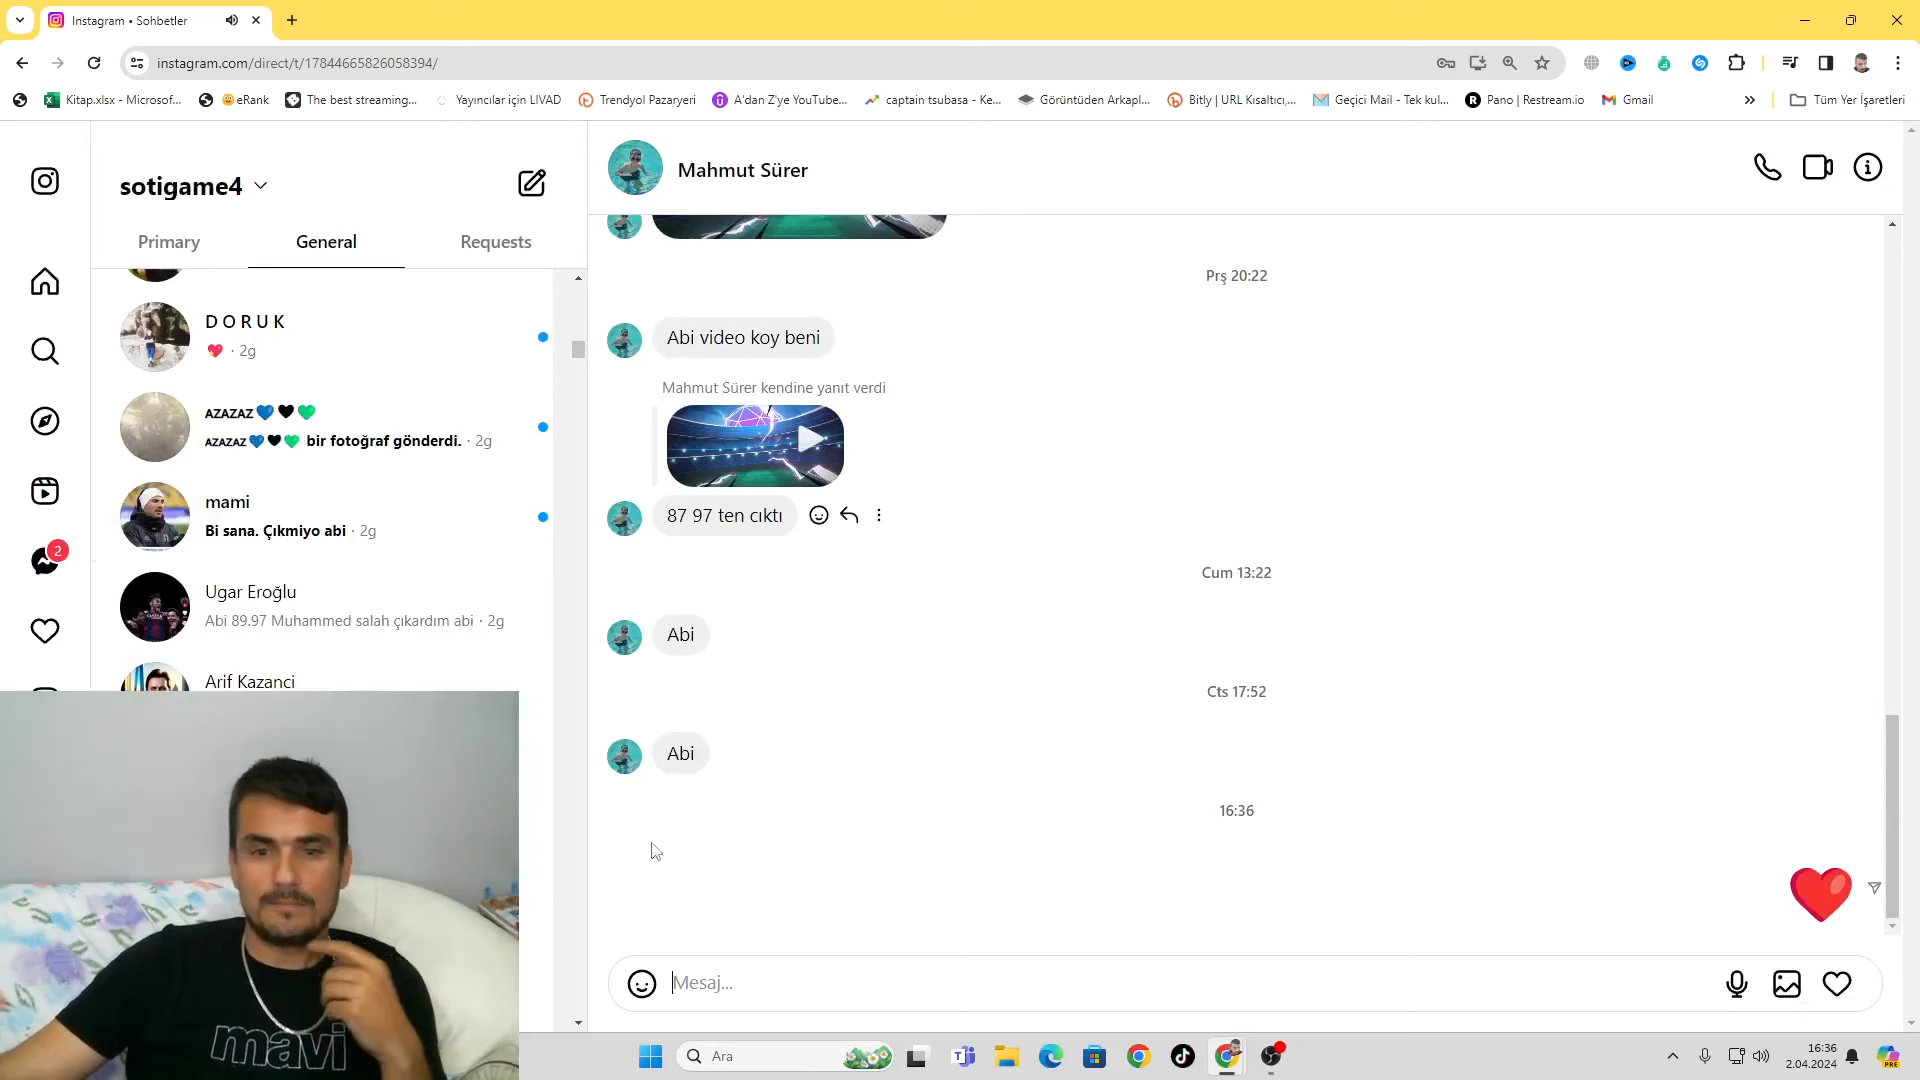 Instagram • Sohbetler
instagram.com/direct/t/17844665826058394/
Kitap.xlsx - Microsof...
eRank
The best streaming...
Yayıncılar için LIVAD
Trendyol Pazaryeri
A'dan Z'ye YouTube...
captain tsubasa - Ke...
Görüntüden Arkapl...
Bitly | URL Kısaltıcı,...
Geçici Mail - Tek kul...
Pano | Restream.io
Gmail
Tüm Yer İşaretleri
sotigame4
Primary
General
Requests
D O R U K
· 2g
AZAZAZ
AZAZAZ bir fotoğraf gönderdi. · 2g
mami
Bi sana. Çıkmiyo abi · 2g
Ugar Eroğlu
Abi 89.97 Muhammed salah çıkardım abi · 2g
Arif Kazanci
2
Mahmut Sürer
Prş 20:22
Abi video koy beni
Mahmut Sürer kendine yanıt verdi
87 97 ten cıktı
Cum 13:22
Abi
Cts 17:52
Abi
16:36
Mesaj...
mavi
Ara
16:36
2.04.2024
PRE